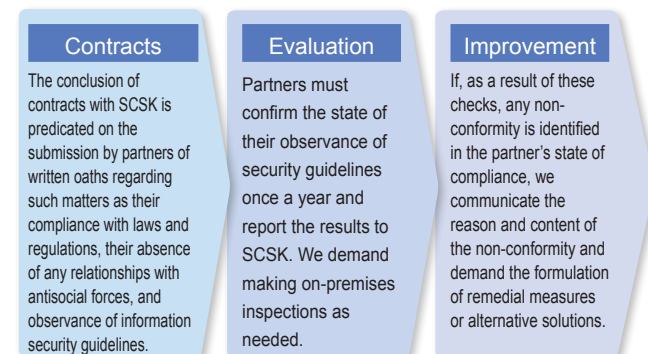 Contracts
The conclusion of
contracts with SCSK is
predicated on the
submission by partners of
written oaths regarding
such matters as their
compliance with laws and
regulations, their absence
of any relationships with
antisocial forces, and
observance of information
security guidelines.
Evaluation
Partners must
confirm the state of
their observance of
security guidelines
once a year and
report the results to
SCSK. We demand
making on-premises
inspections as
needed.
Improvement
If, as a result of these
checks, any non-
conformity is identified
in the partner's state of
compliance, we
communicate the
reason and content of
the non-conformity and
demand the formulation
of remedial measures
or alternative solutions.